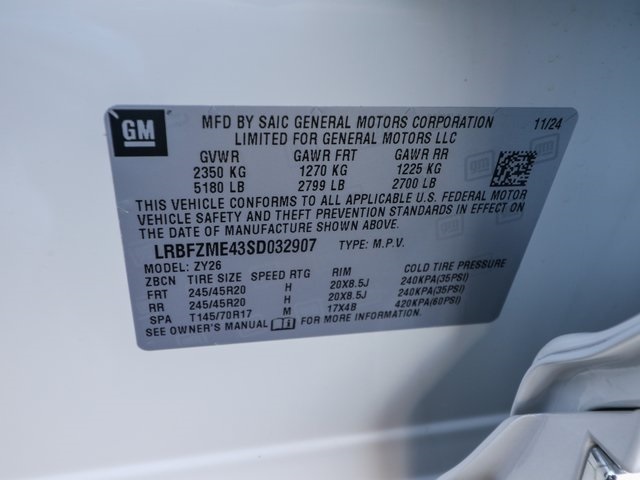 GM
MFD BY SAIC GENERAL MOTORS CORPORATION 11/24
LIMITED FOR GENERAL MOTORS LLC
GVWR GAWR FRT GAWR RR
2350 KG 1270 KG 1225 KG
5180 LB 2799 LB 2700 LB
THIS VEHICLE CONFORMS TO ALL APPLICABLE U.S. FEDERAL MOTOR
VEHICLE SAFETY AND THEFT PREVENTION STANDARDS IN EFFECT ON
THE DATE OF MANUFACTURE SHOWN ABOVE.
LRBFZME43SD032907 TYPE: M.P.V.
MODEL: ZY26
ZBCN TIRE SIZE SPEED RTG RIM COLD TIRE PRESSURE
FRT 245/45R20 H 20X8.5J 240KPA(35PSI)
RR 245/45R20 H 20X8.5J 240KPA(35PSI)
SPA T145/70R17 M 17X4B 420KPA(60PSI)
SEE OWNER'S MANUAL FOR MORE INFORMATION.